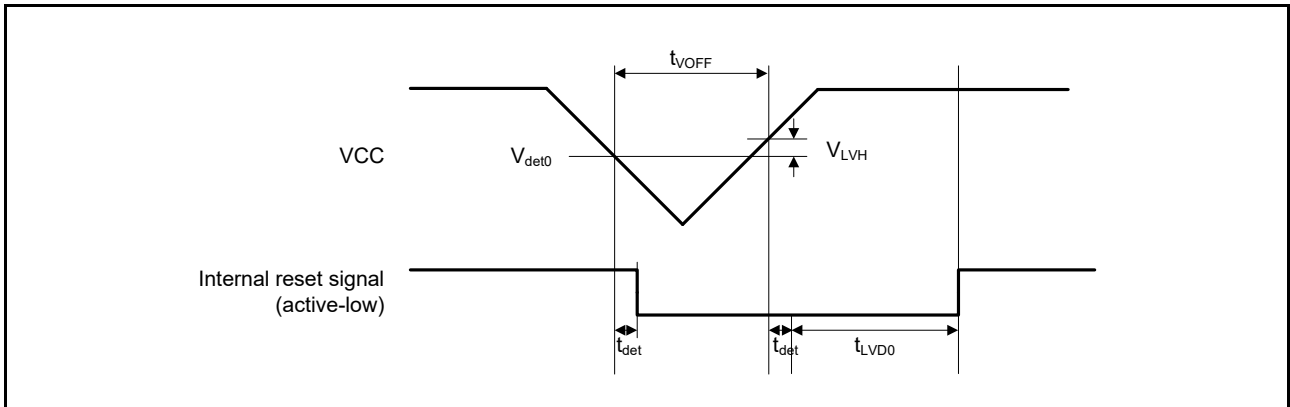 tVOFF
VCC
Vdet0
VLVH
Internal reset signal
(active-low)
tdet
tdet
tLVD0